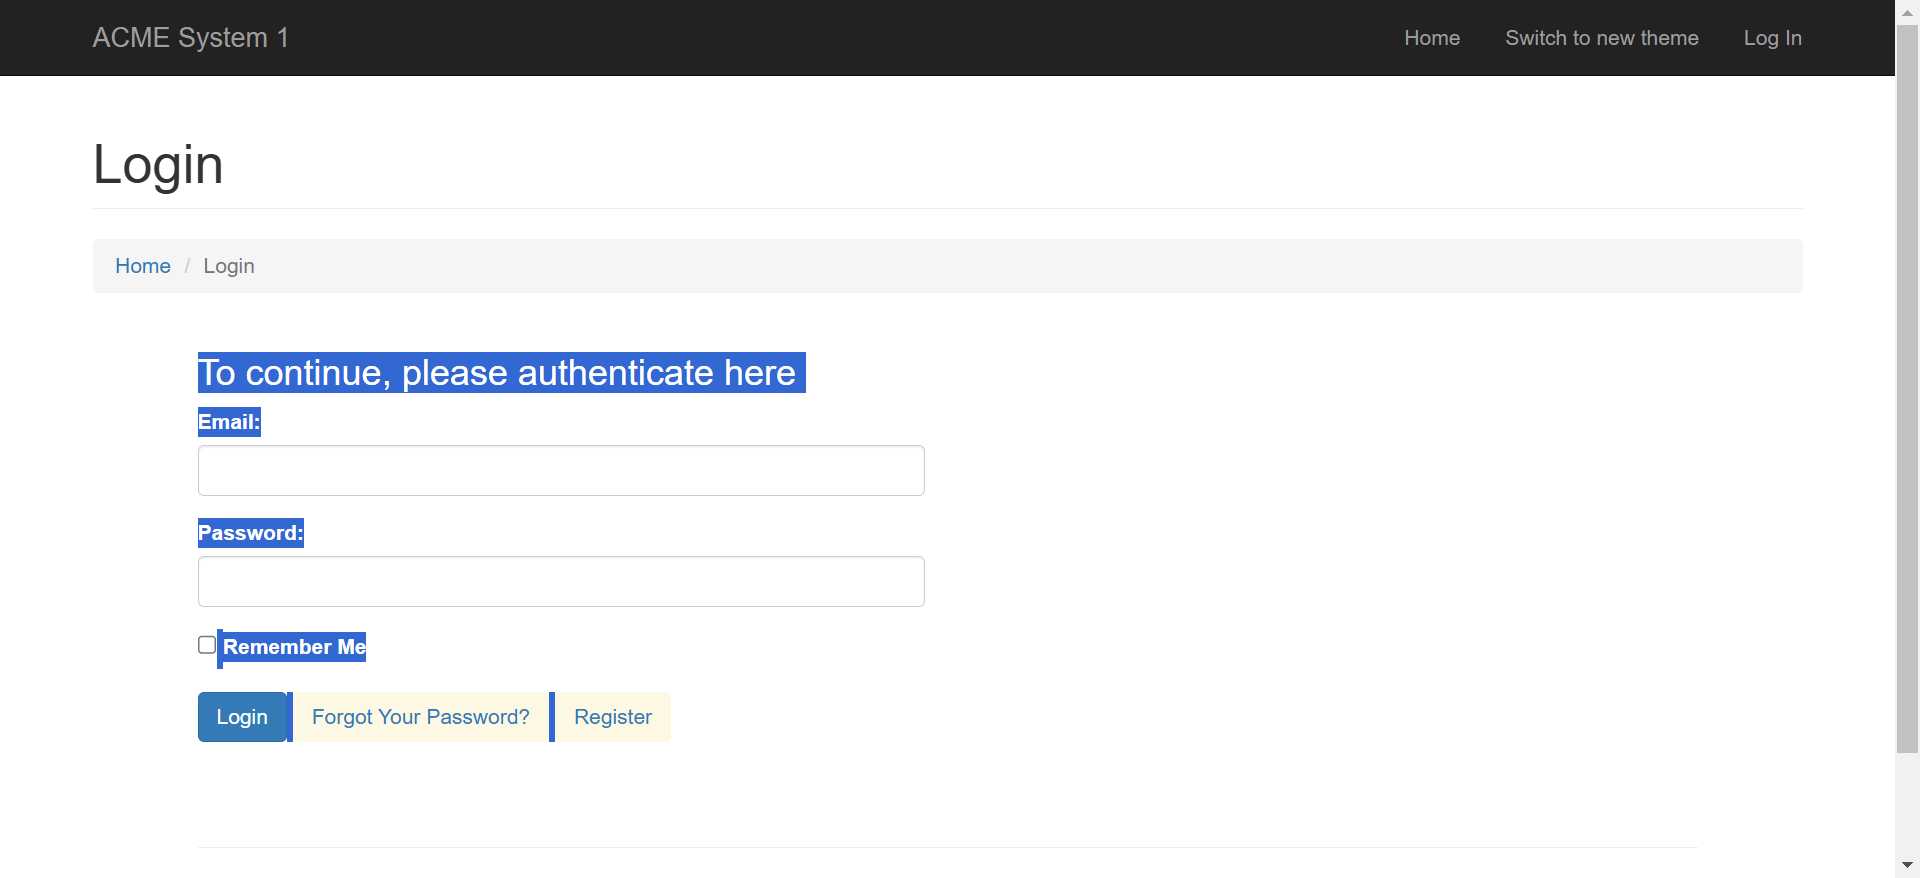 ACME System 1 Home Switch to new theme Log In
Login
Home / Login
To continue, please authenticate here
Email:
Password:
Remember Me
Login Forgot Your Password? Register